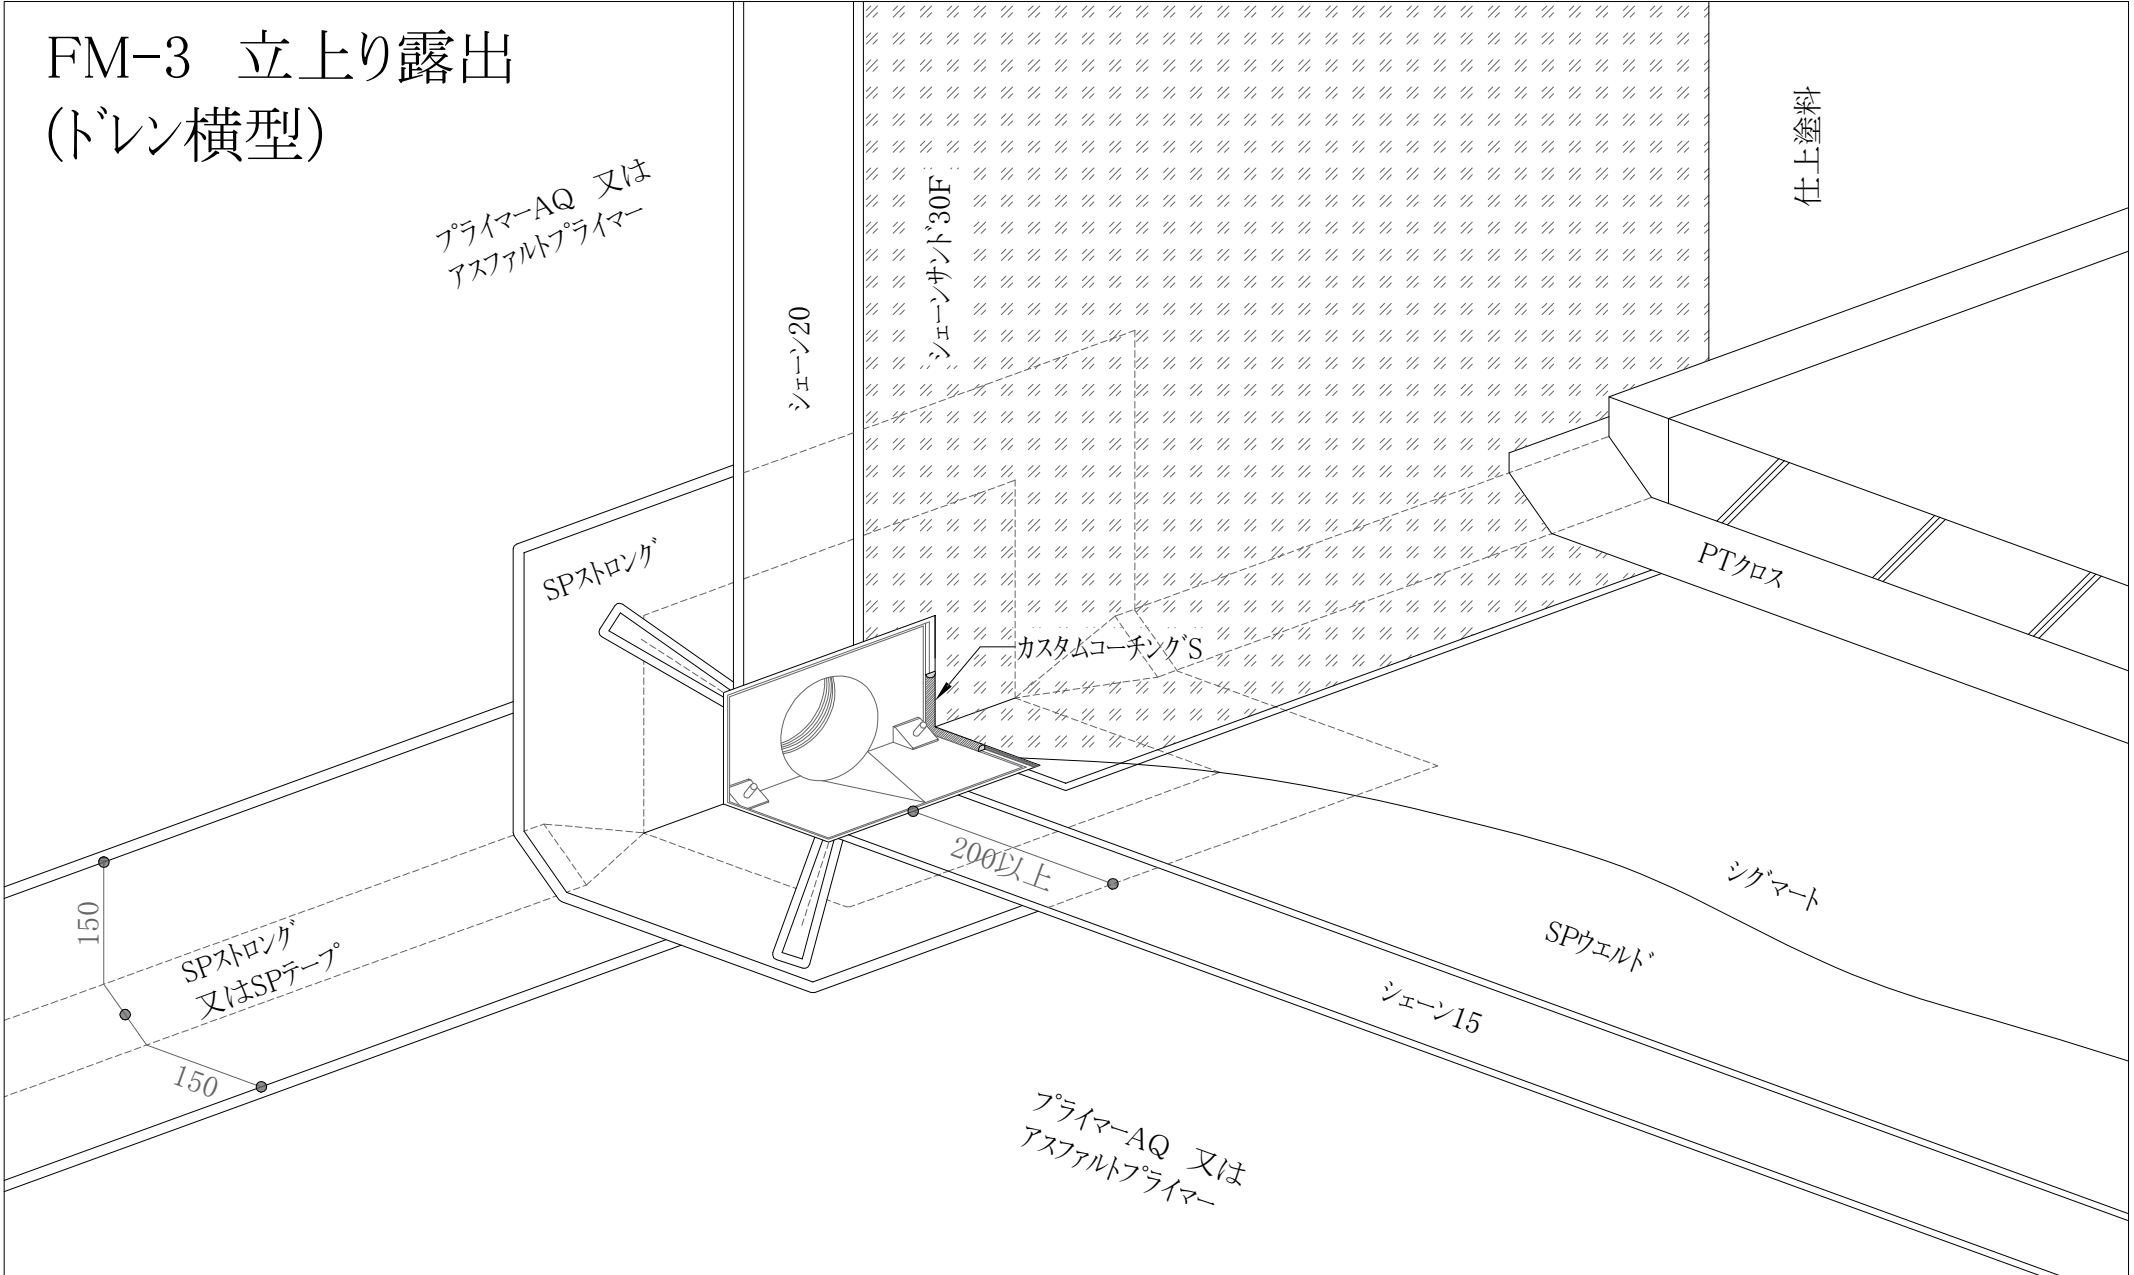 FM-3　立上り露出
(ドレン横型)
プライマーAQ　又は
アスファルトプライマー
シェーン20
シェーンサンド30F
仕上塗料
SPストロング
カスタムコーチングS
PTクロス
200以上
150
SPストロング
又はSPテープ
150
シグマート
SPウエルド
シェーン15
プライマーAQ　又は
アスファルトプライマー